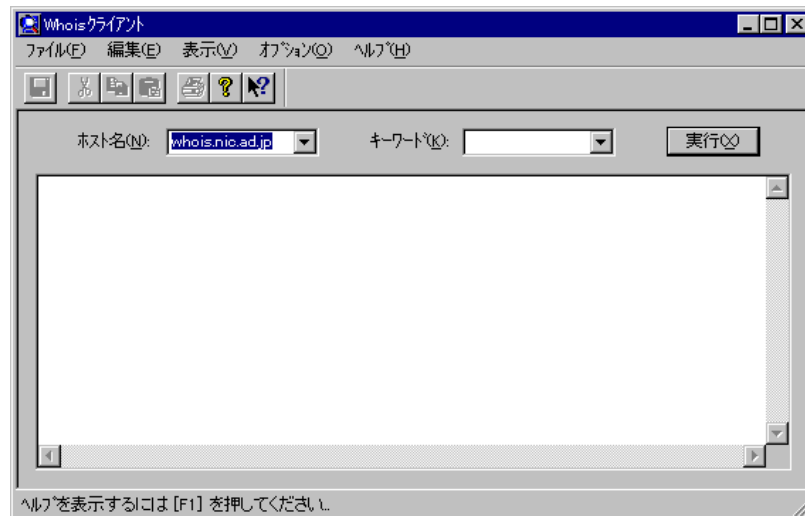 Whoisｸﾗｲｱﾝﾄ
ﾌｧｲﾙ(F) 編集(E) 表示(V) ｵﾌﾟｼｮﾝ(O) ﾍﾙﾌﾟ(H)
ホスト名(N): whois.nic.ad.jp キーワード(K): 実行(X)
ﾍﾙﾌﾟを表示するには [F1] を押してください。